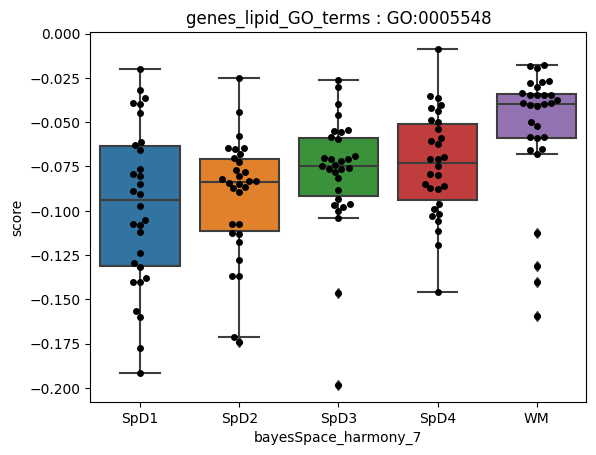 genes_lipid_GO_terms : GO:0005548
0.000
−0.025
−0.050
−0.075
−0.100
−0.125
−0.150
−0.175
−0.200
score
SpD1 SpD2 SpD3 SpD4 WM
bayesSpace_harmony_7